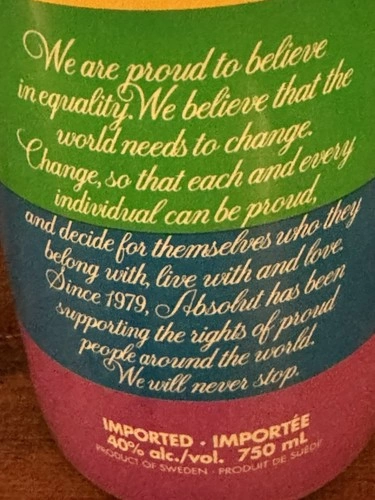 We are proud to believe
in equality. We believe that the
world needs to change.
Change, so that each and every
individual can be proud,
and decide for themselves who they
belong with, live with and love.
Since 1979, Absolut has been
supporting the rights of proud
people around the world.
We will never stop.
IMPORTED · IMPORTÉE
40% alc./vol. 750 mL
PRODUCT OF SWEDEN · PRODUIT DE SUÈDE